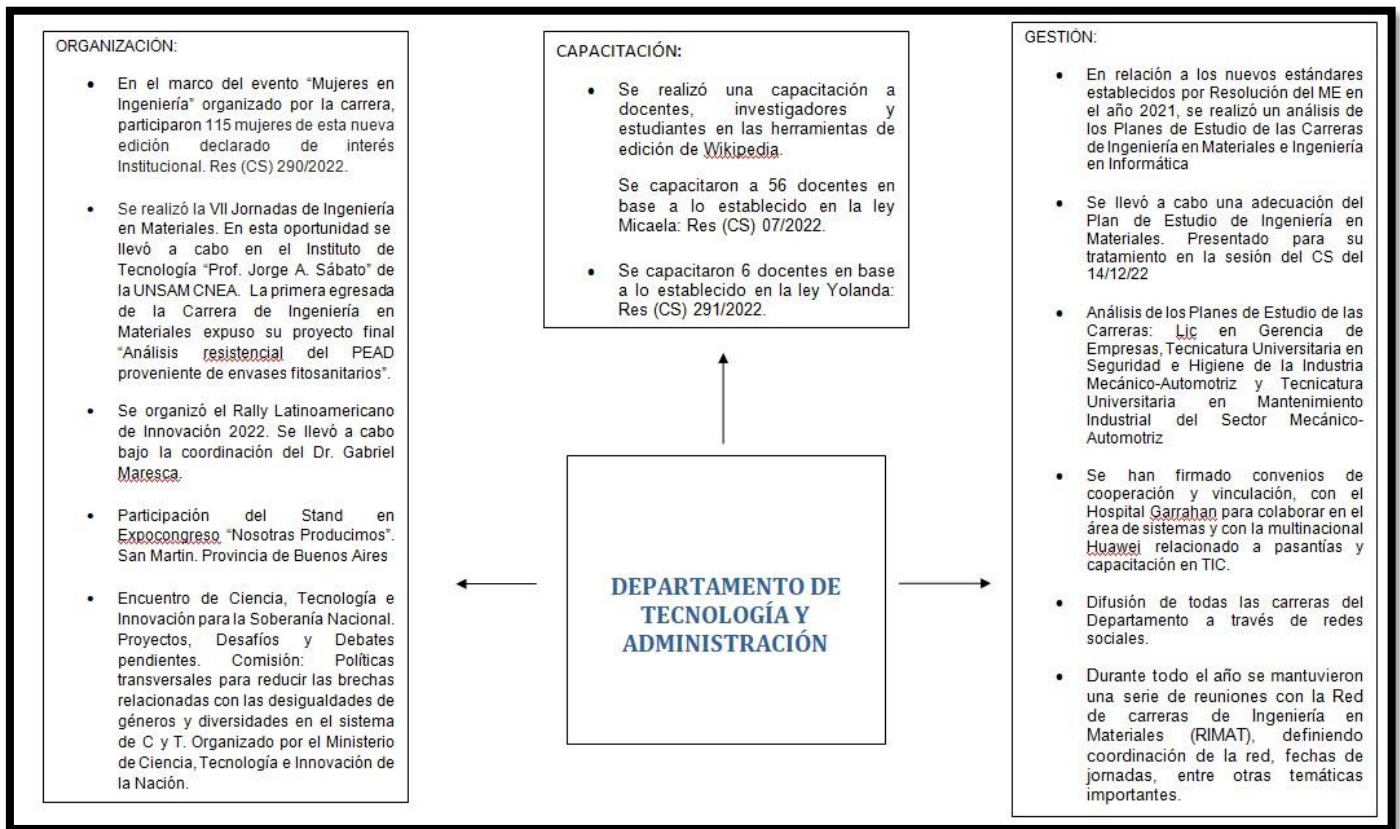 ORGANIZACIÓN:
• En el marco del evento “Mujeres en
Ingeniería” organizado por la carrera,
participaron 115 mujeres de esta nueva
edición declarado de interés
Institucional. Res (CS) 290/2022.
• Se realizó la VII Jornadas de Ingeniería
en Materiales. En esta oportunidad se
llevó a cabo en el Instituto de
Tecnología “Prof. Jorge A. Sábato” de
la UNSAM CNEA. La primera egresada
de la Carrera de Ingeniería en
Materiales expuso su proyecto final
“Análisis resistencial del PEAD
proveniente de envases fitosanitarios”.
• Se organizó el Rally Latinoamericano
de Innovación 2022. Se llevó a cabo
bajo la coordinación del Dr. Gabriel
Maresca.
• Participación del Stand en
Expocongreso “Nosotras Producimos”.
San Martin. Provincia de Buenos Aires
• Encuentro de Ciencia, Tecnología e
Innovación para la Soberanía Nacional.
Proyectos, Desafíos y Debates
pendientes. Comisión: Políticas
transversales para reducir las brechas
relacionadas con las desigualdades de
géneros y diversidades en el sistema
de C y T. Organizado por el Ministerio
de Ciencia, Tecnología e Innovación de
la Nación.
CAPACITACIÓN:
• Se realizó una capacitación a
docentes, investigadores y
estudiantes en las herramientas de
edición de Wikipedia.
Se capacitaron a 56 docentes en
base a lo establecido en la ley
Micaela: Res (CS) 07/2022.
• Se capacitaron 6 docentes en base
a lo establecido en la ley Yolanda:
Res (CS) 291/2022.
DEPARTAMENTO DE
TECNOLOGÍA Y
ADMINISTRACIÓN
GESTIÓN:
• En relación a los nuevos estándares
establecidos por Resolución del ME en
el año 2021, se realizó un análisis de
los Planes de Estudio de las Carreras
de Ingeniería en Materiales e Ingeniería
en Informática
• Se llevó a cabo una adecuación del
Plan de Estudio de Ingeniería en
Materiales. Presentado para su
tratamiento en la sesión del CS del
14/12/22
• Análisis de los Planes de Estudio de las
Carreras: Lic en Gerencia de
Empresas, Tecnicatura Universitaria en
Seguridad e Higiene de la Industria
Mecánico-Automotriz y Tecnicatura
Universitaria en Mantenimiento
Industrial del Sector Mecánico-
Automotriz
• Se han firmado convenios de
cooperación y vinculación, con el
Hospital Garrahan para colaborar en el
área de sistemas y con la multinacional
Huawei relacionado a pasantías y
capacitación en TIC.
• Difusión de todas las carreras del
Departamento a través de redes
sociales.
• Durante todo el año se mantuvieron
una serie de reuniones con la Red
de carreras de Ingeniería en
Materiales (RIMAT), definiendo
coordinación de la red, fechas de
jornadas, entre otras temáticas
importantes.